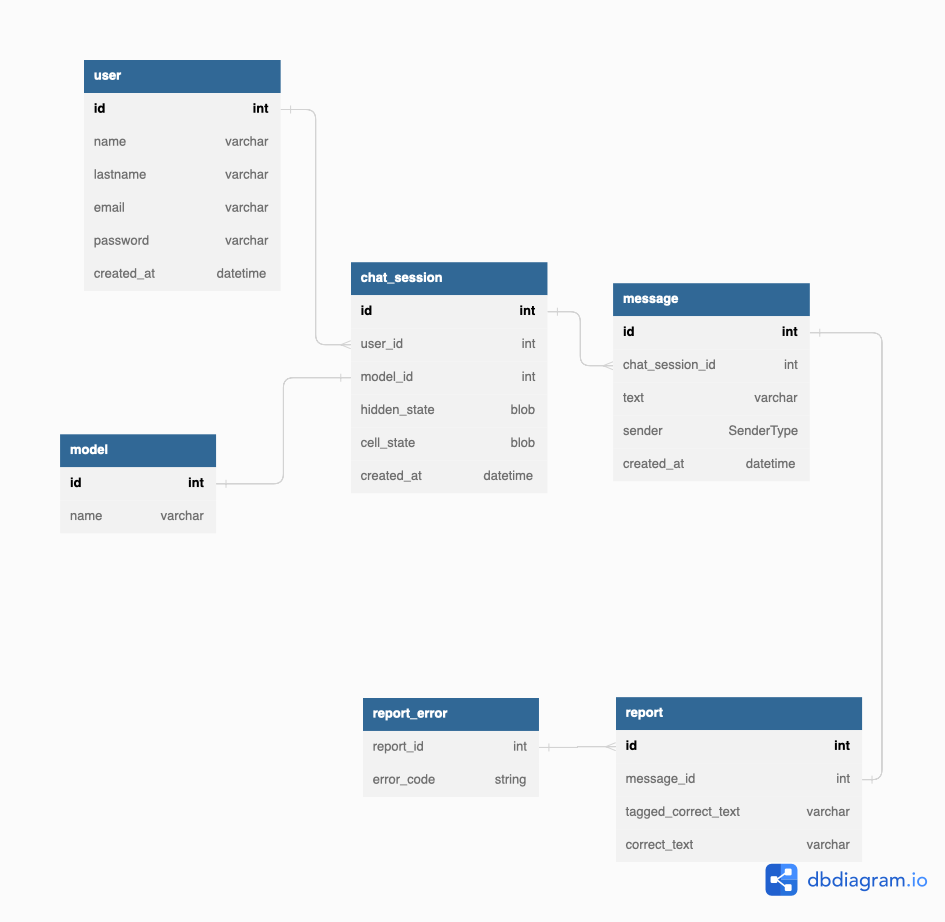 user
id int
name varchar
lastname varchar
email varchar
password varchar
created_at datetime
chat_session
id int
user_id int
model_id int
hidden_state blob
cell_state blob
created_at datetime
message
id int
chat_session_id int
text varchar
sender SenderType
created_at datetime
model
id int
name varchar
report_error
report_id int
error_code string
report
id int
message_id int
tagged_correct_text varchar
correct_text varchar
dbdiagram.io